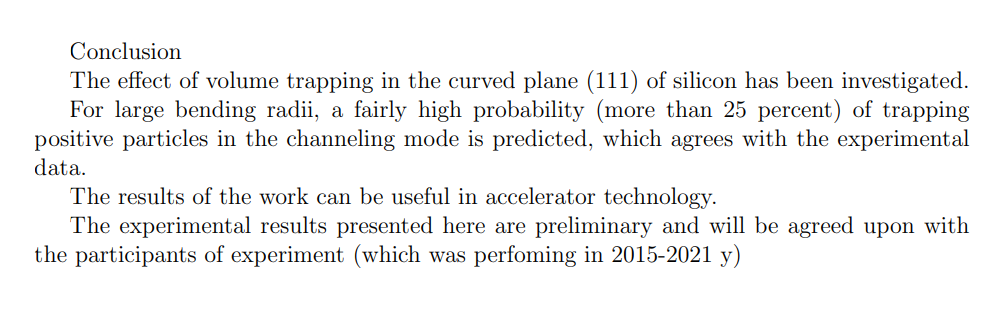 Conclusion
The effect of volume trapping in the curved plane (111) of silicon has been investigated.
For large bending radii, a fairly high probability (more than 25 percent) of trapping
positive particles in the channeling mode is predicted, which agrees with the experimental
data.
The results of the work can be useful in accelerator technology.
The experimental results presented here are preliminary and will be agreed upon with
the participants of experiment (which was perfoming in 2015-2021 y)